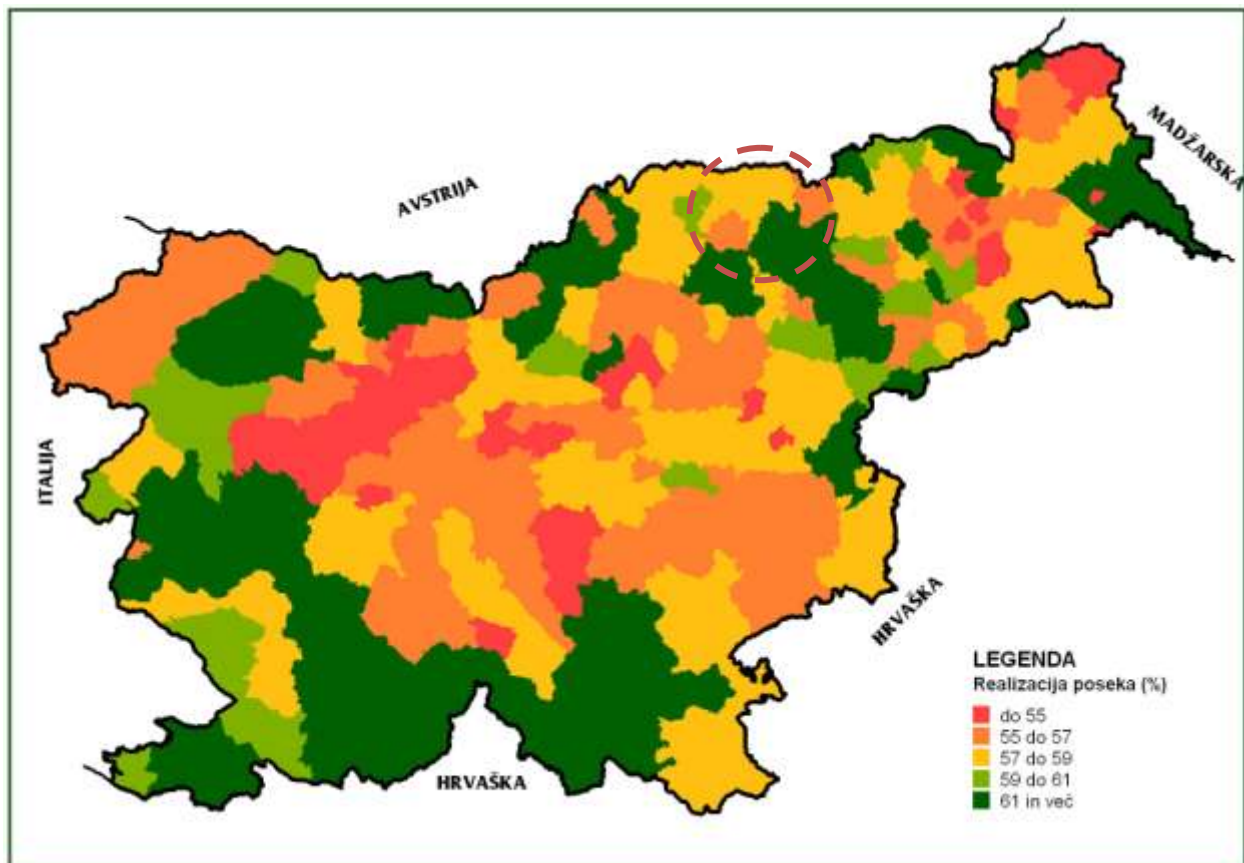 MADŽARSKA
AVSTRIJA
ITALIJA
HRVAŠKA
HRVAŠKA
LEGENDA
Realizacija poseka (%)
do 55
55 do 57
57 do 59
59 do 61
61 in več